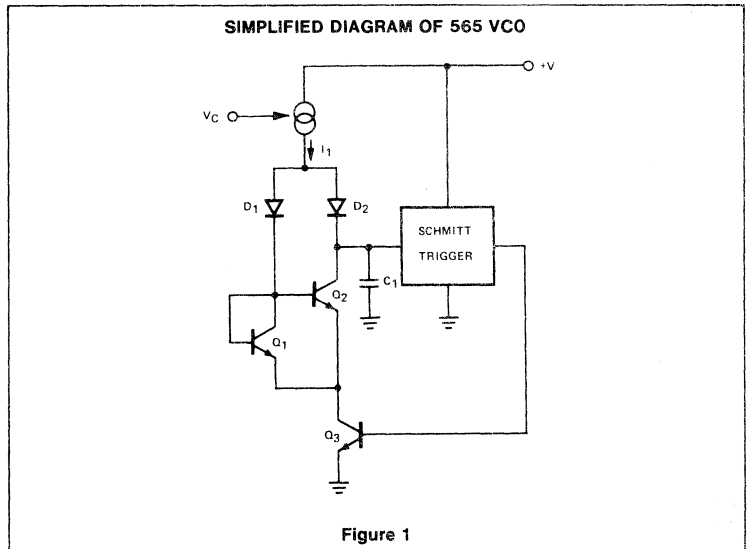 SIMPLIFIED DIAGRAM OF 565 VCO
+V
VC
I1
D1
D2
SCHMITT
TRIGGER
C1
Q2
Q1
Q3
Figure 1